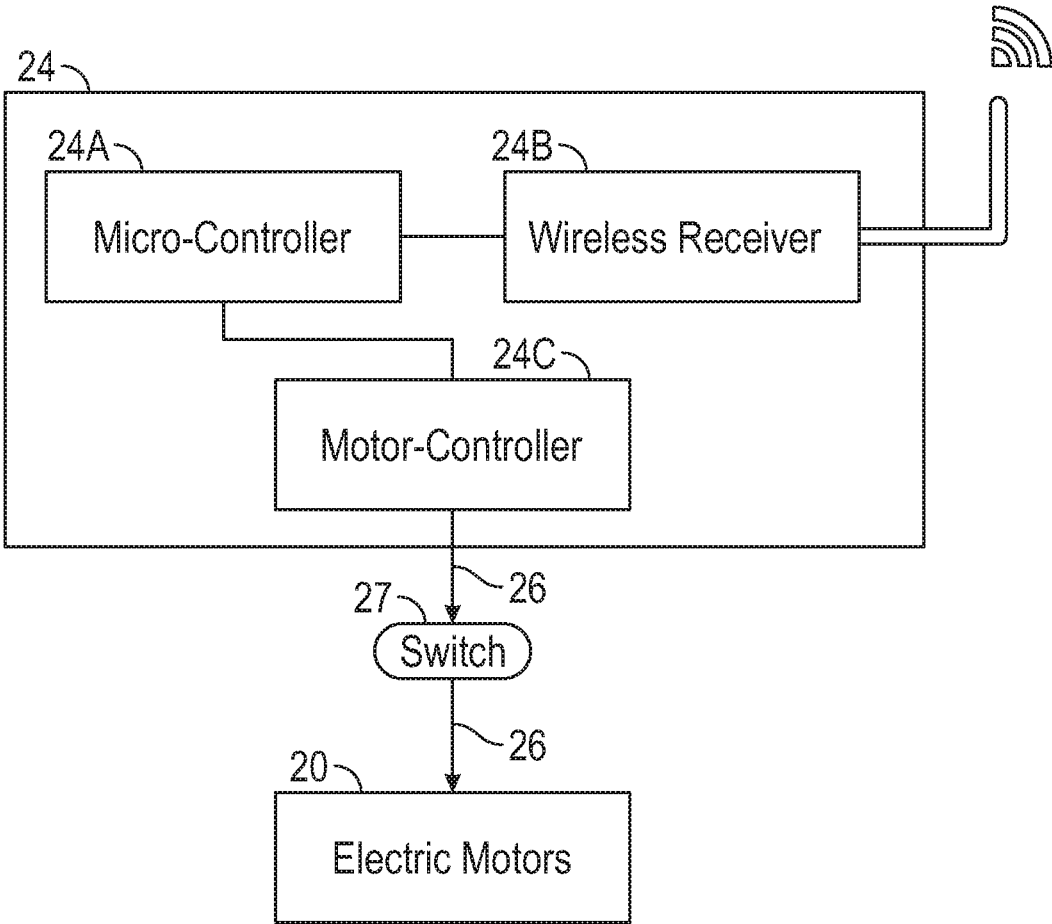 24
24A
24B
Micro-Controller
Wireless Receiver
24C
Motor-Controller
26
27
Switch
26
20
Electric Motors